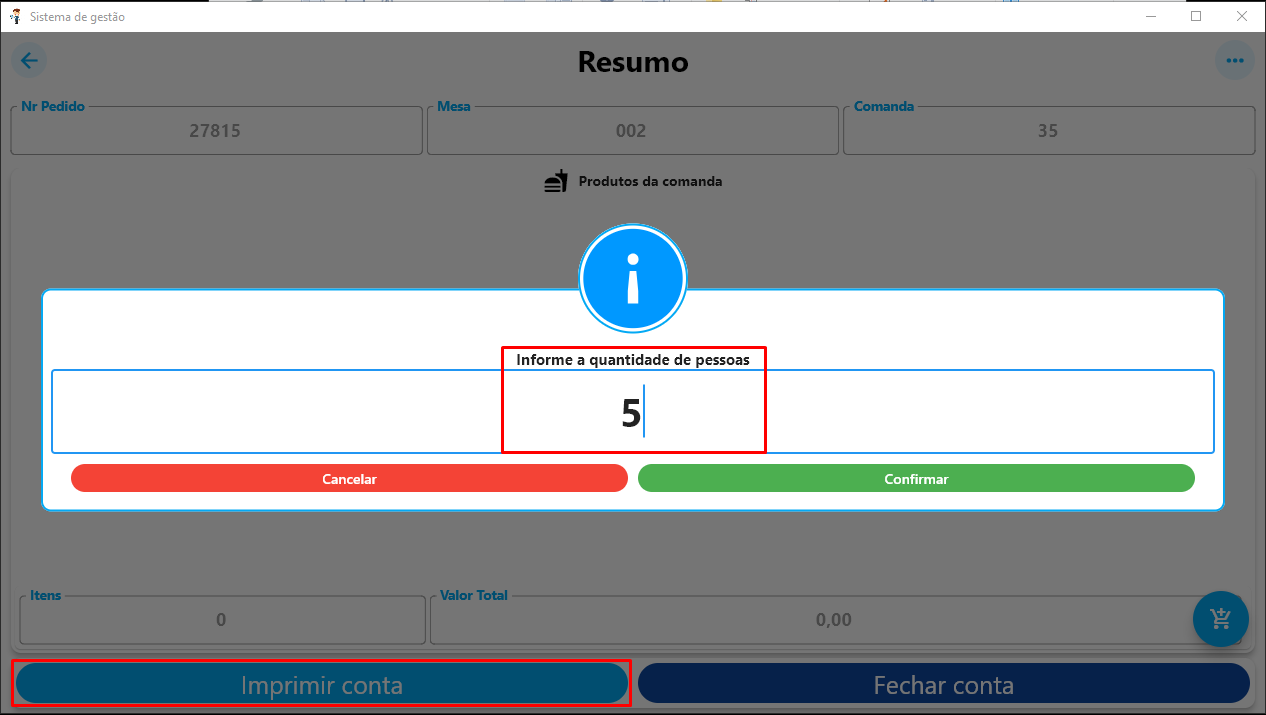 Sistema de gestão
Resumo
Nr Pedido
27815
Mesa
002
Comanda
35
Produtos da comanda
Informe a quantidade de pessoas
5
Cancelar
Confirmar
Itens
0
Valor Total
0,00
Imprimir conta
Fechar conta